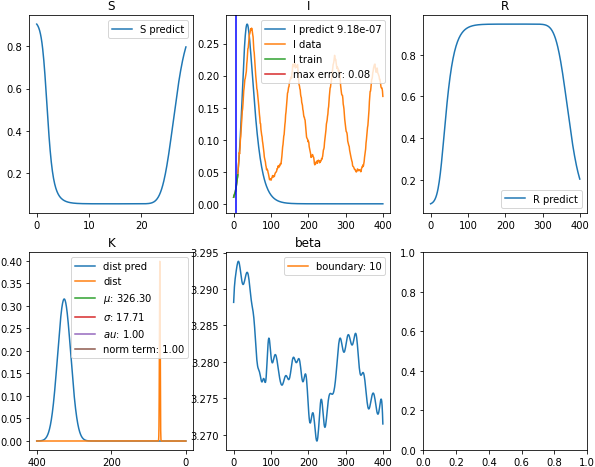 S
I
R
S predict
I predict 9.18e-07
I data
I train
max error: 0.08
R predict
0.8
0.6
0.4
0.2
0.25
0.20
0.15
0.10
0.05
0.00
0.8
0.6
0.4
0.2
0 10 20
0 100 200 300 400
0 100 200 300 400
K
beta
dist pred
dist
μ: 326.30
σ: 17.71
au: 1.00
norm term: 1.00
boundary: 10
0.40
0.35
0.30
0.25
0.20
0.15
0.10
0.05
0.00
3.295
3.290
3.285
3.280
3.275
3.270
1.0
0.8
0.6
0.4
0.2
0.0
400 200 0
0 100 200 300 400
0.0 0.2 0.4 0.6 0.8 1.0